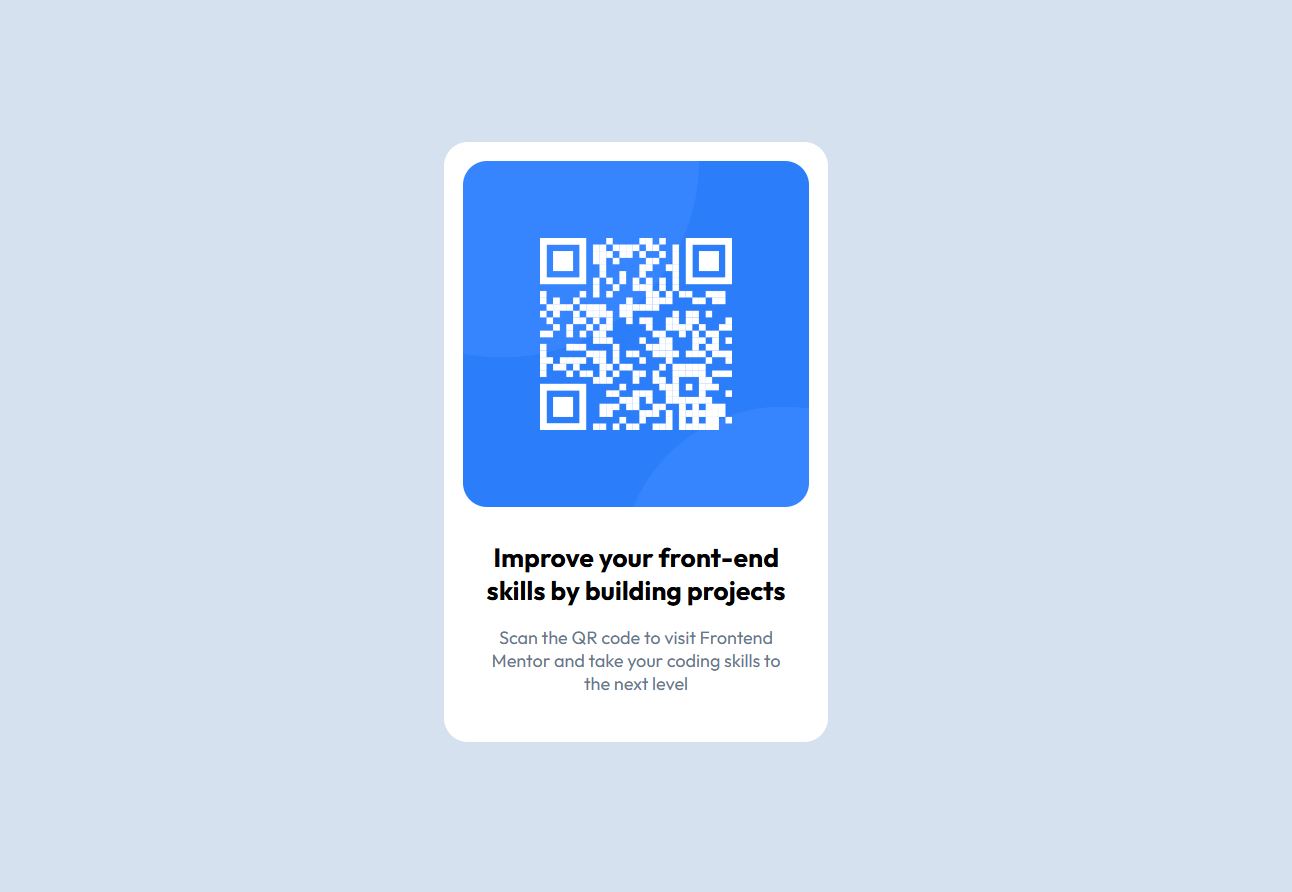 Improve your front-end
skills by building projects
Scan the QR code to visit Frontend
Mentor and take your coding skills to
the next level